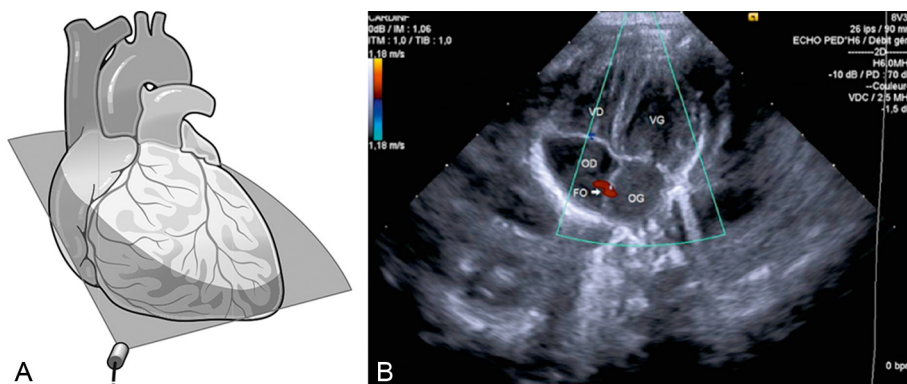 CARDINF
0dB / IM : 1,06
ITM : 1,0 / TIB : 1,0
1,18 m/s
1,18 m/s
8V3
26 ips / 90 mm
ECHO PED*H6 / Débit gén
2D
H6,0MH
-10 dB / PD : 70 d
--Couleur
VDC / 2,5 MH
-1,5 d
VD
VG
OD
FO
OG
0 bp
A
B